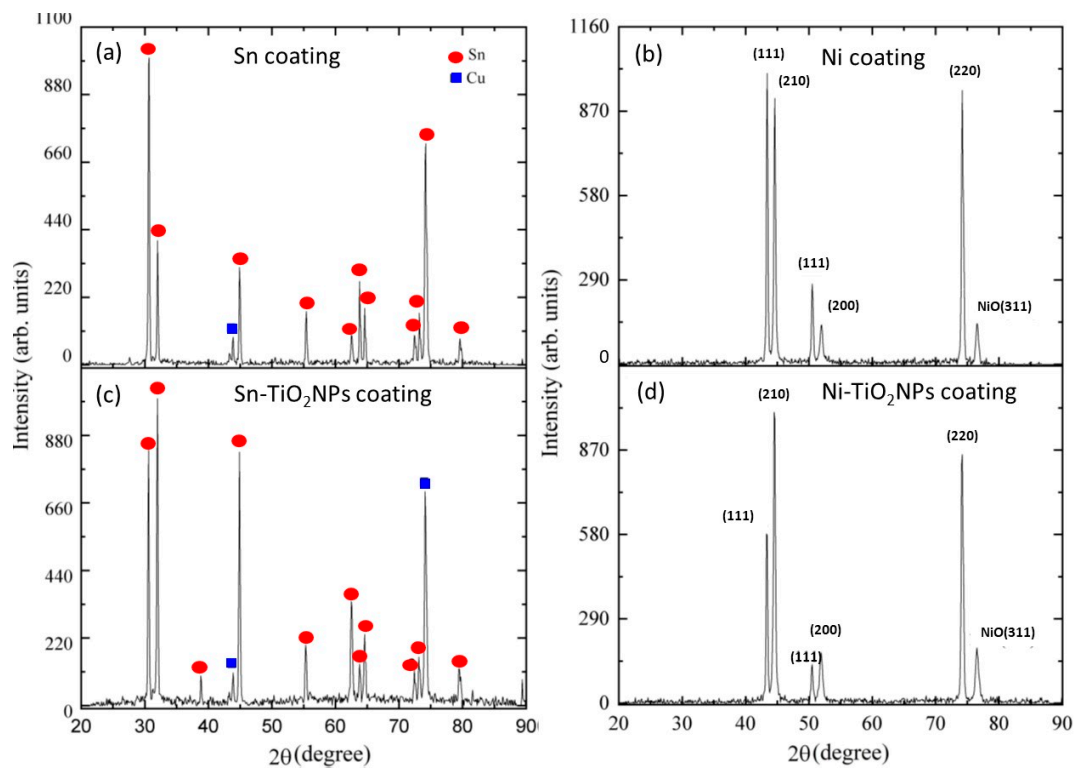 1100
(a)
Sn coating
Sn
Cu
880
660
440
220
0
Intensity (arb. units)
1160
(b)
Ni coating
(111)
(210)
(220)
870
580
(111)
290
(200)
NiO(311)
0
(c)
Sn-TiO₂NPs coating
880
660
440
220
0
20 30 40 50 60 70 80 90
2θ (degree)
Intensity (arb. units)
(d)
Ni-TiO₂NPs coating
(210)
(220)
870
(111)
580
290
(200)
(111)
NiO(311)
0
20 30 40 50 60 70 80 90
2θ (degree)